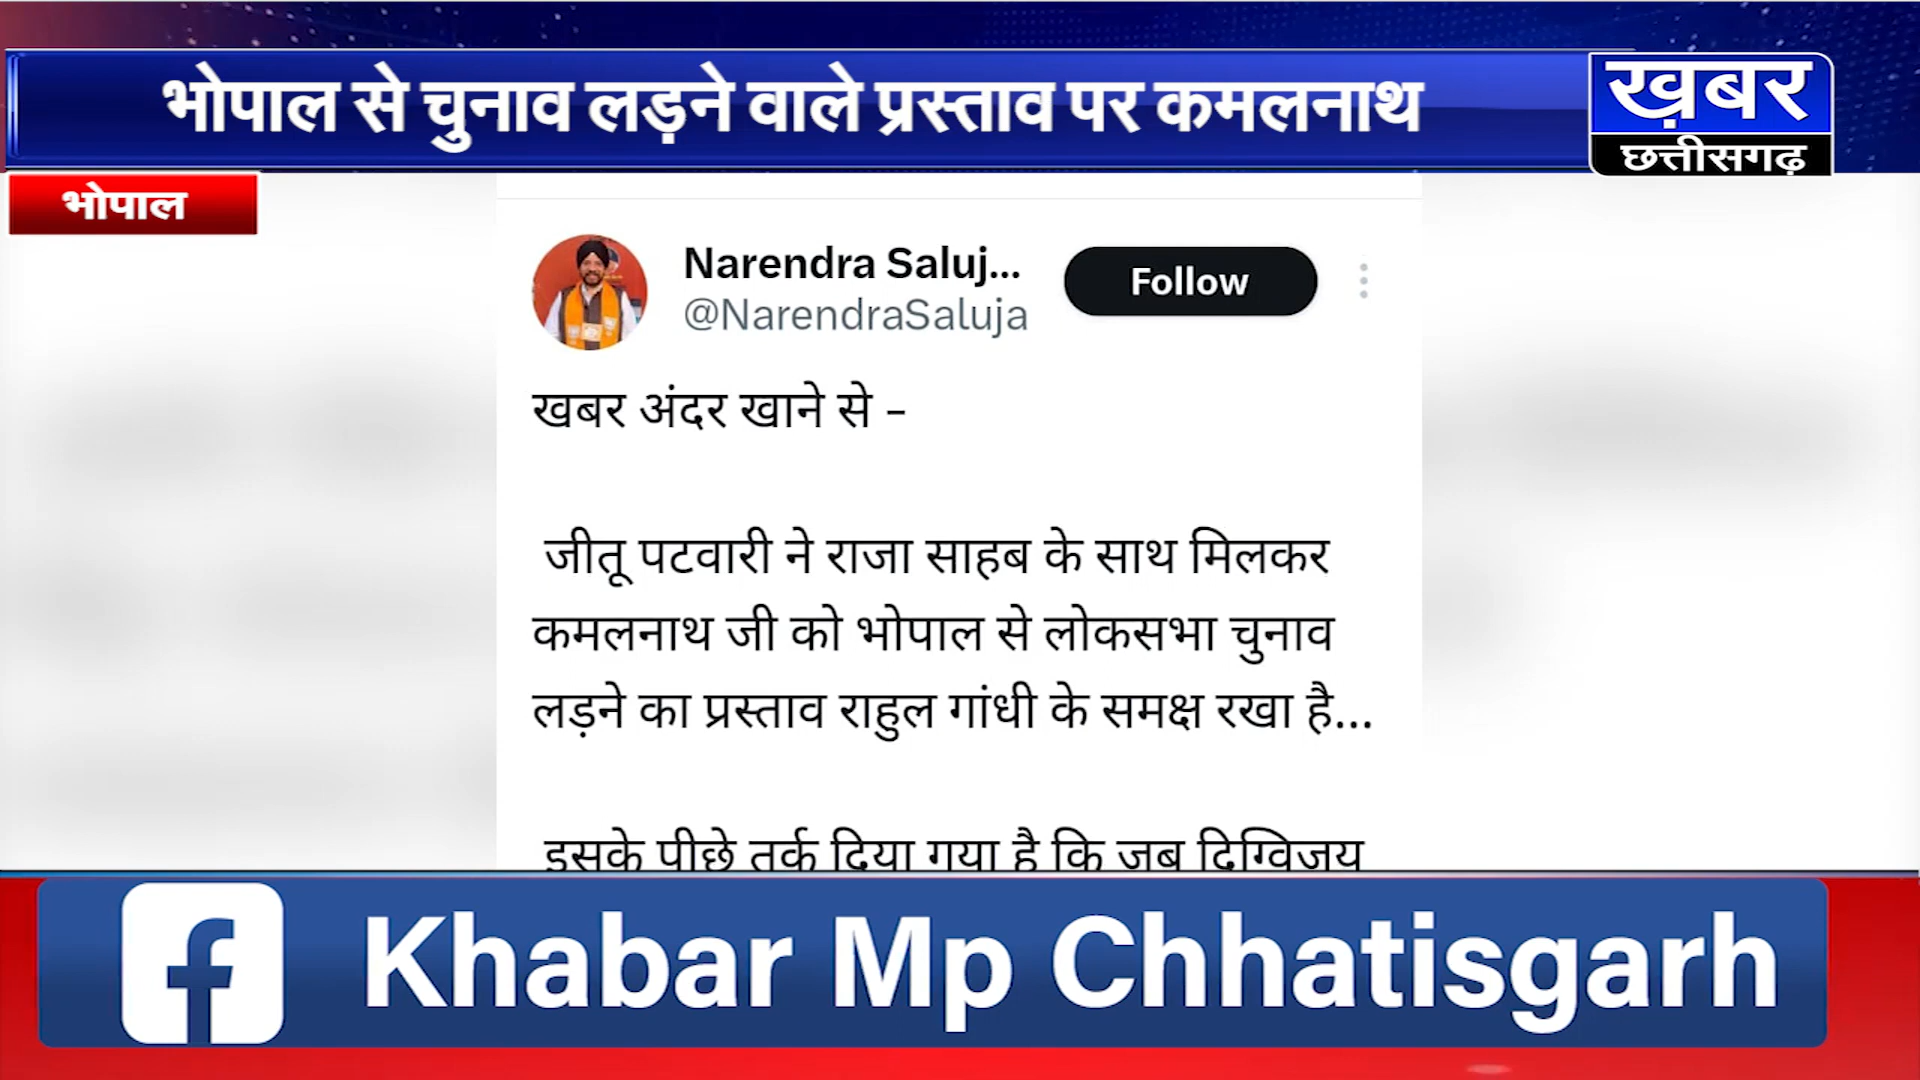 भोपाल से चुनाव लड़ने वाले प्रस्ताव पर कमलनाथ
ख़बर
छत्तीसगढ़
भोपाल
Narendra Saluj...
@NarendraSaluja
Follow
खबर अंदर खाने से –
जीतू पटवारी ने राजा साहब के साथ मिलकर
कमलनाथ जी को भोपाल से लोकसभा चुनाव
लड़ने का प्रस्ताव राहुल गांधी के समक्ष रखा है...
इसके पीछे तर्क दिया गया है कि जब दिग्विजय
Khabar Mp Chhatisgarh